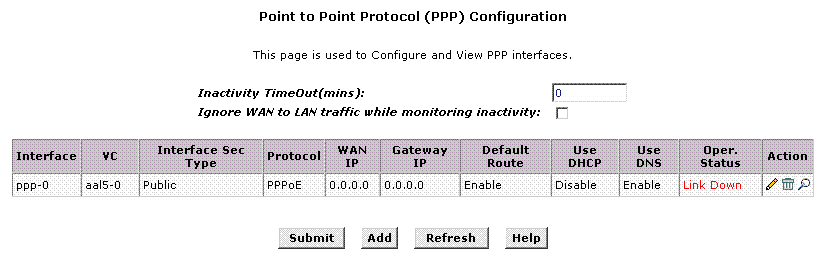 Point to Point Protocol (PPP) Configuration
This page is used to Configure and View PPP interfaces.
Inactivity TimeOut(mins): 0
Ignore WAN to LAN traffic while monitoring inactivity:
Interface VC Interface Sec Type Protocol WAN IP Gateway IP Default Route Use DHCP Use DNS Oper. Status Action
ppp-0 aal5-0 Public PPPoE 0.0.0.0 0.0.0.0 Enable Disable Enable Link Down
Submit Add Refresh Help